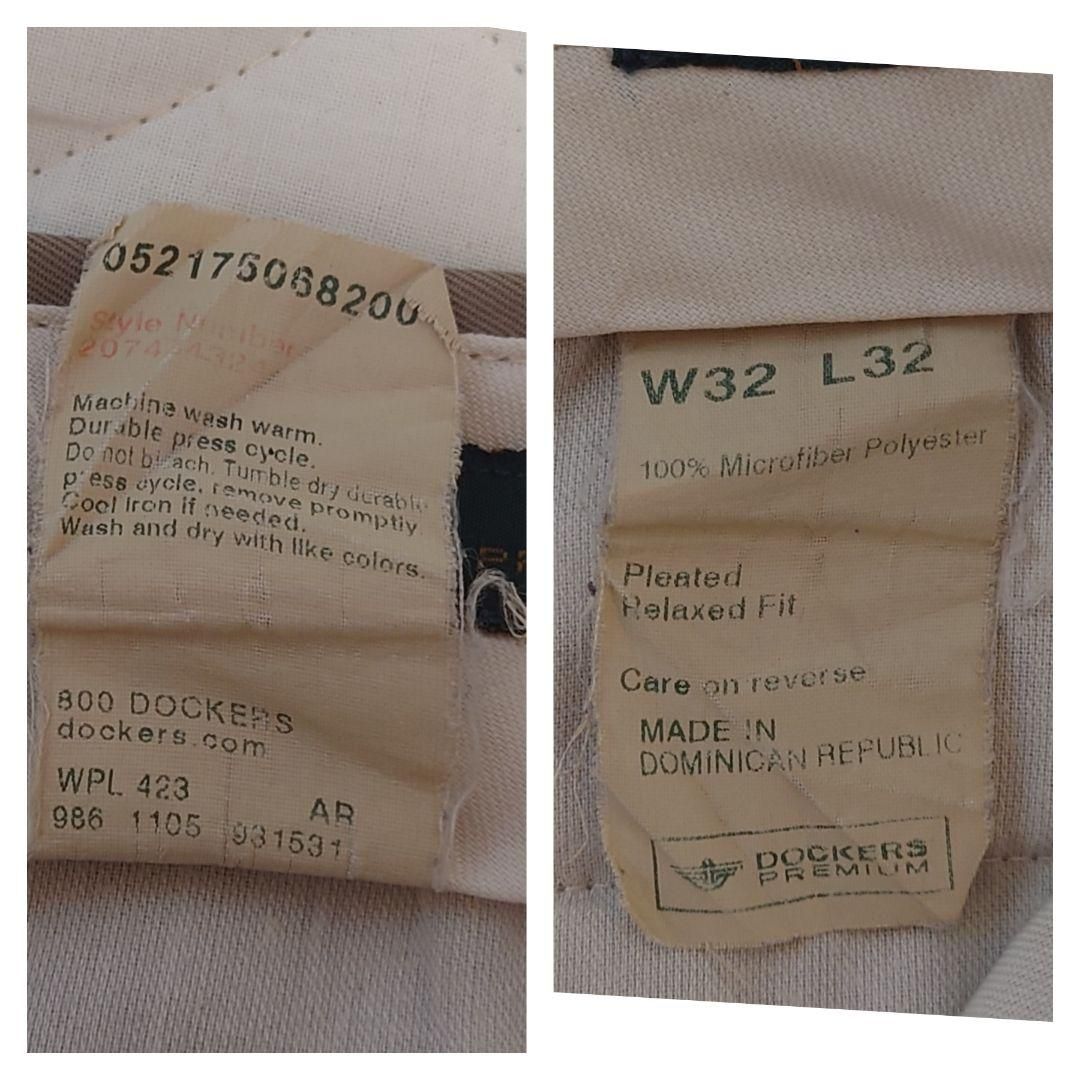 052175068200
Style Number
Machine wash warm.
Durable press cycle.
Do not bleach. Tumble dry durable
press cycle, remove promptly.
Cool iron if needed.
Wash and dry with like colors.
800 DOCKERS
dockers.com
WPL 423
AR
986 1105 931531
W32 L32
100% Microfiber Polyester
Pleated
Relaxed Fit
Care on reverse
MADE IN
DOMINICAN REPUBLIC
DOCKERS
PREMIUM